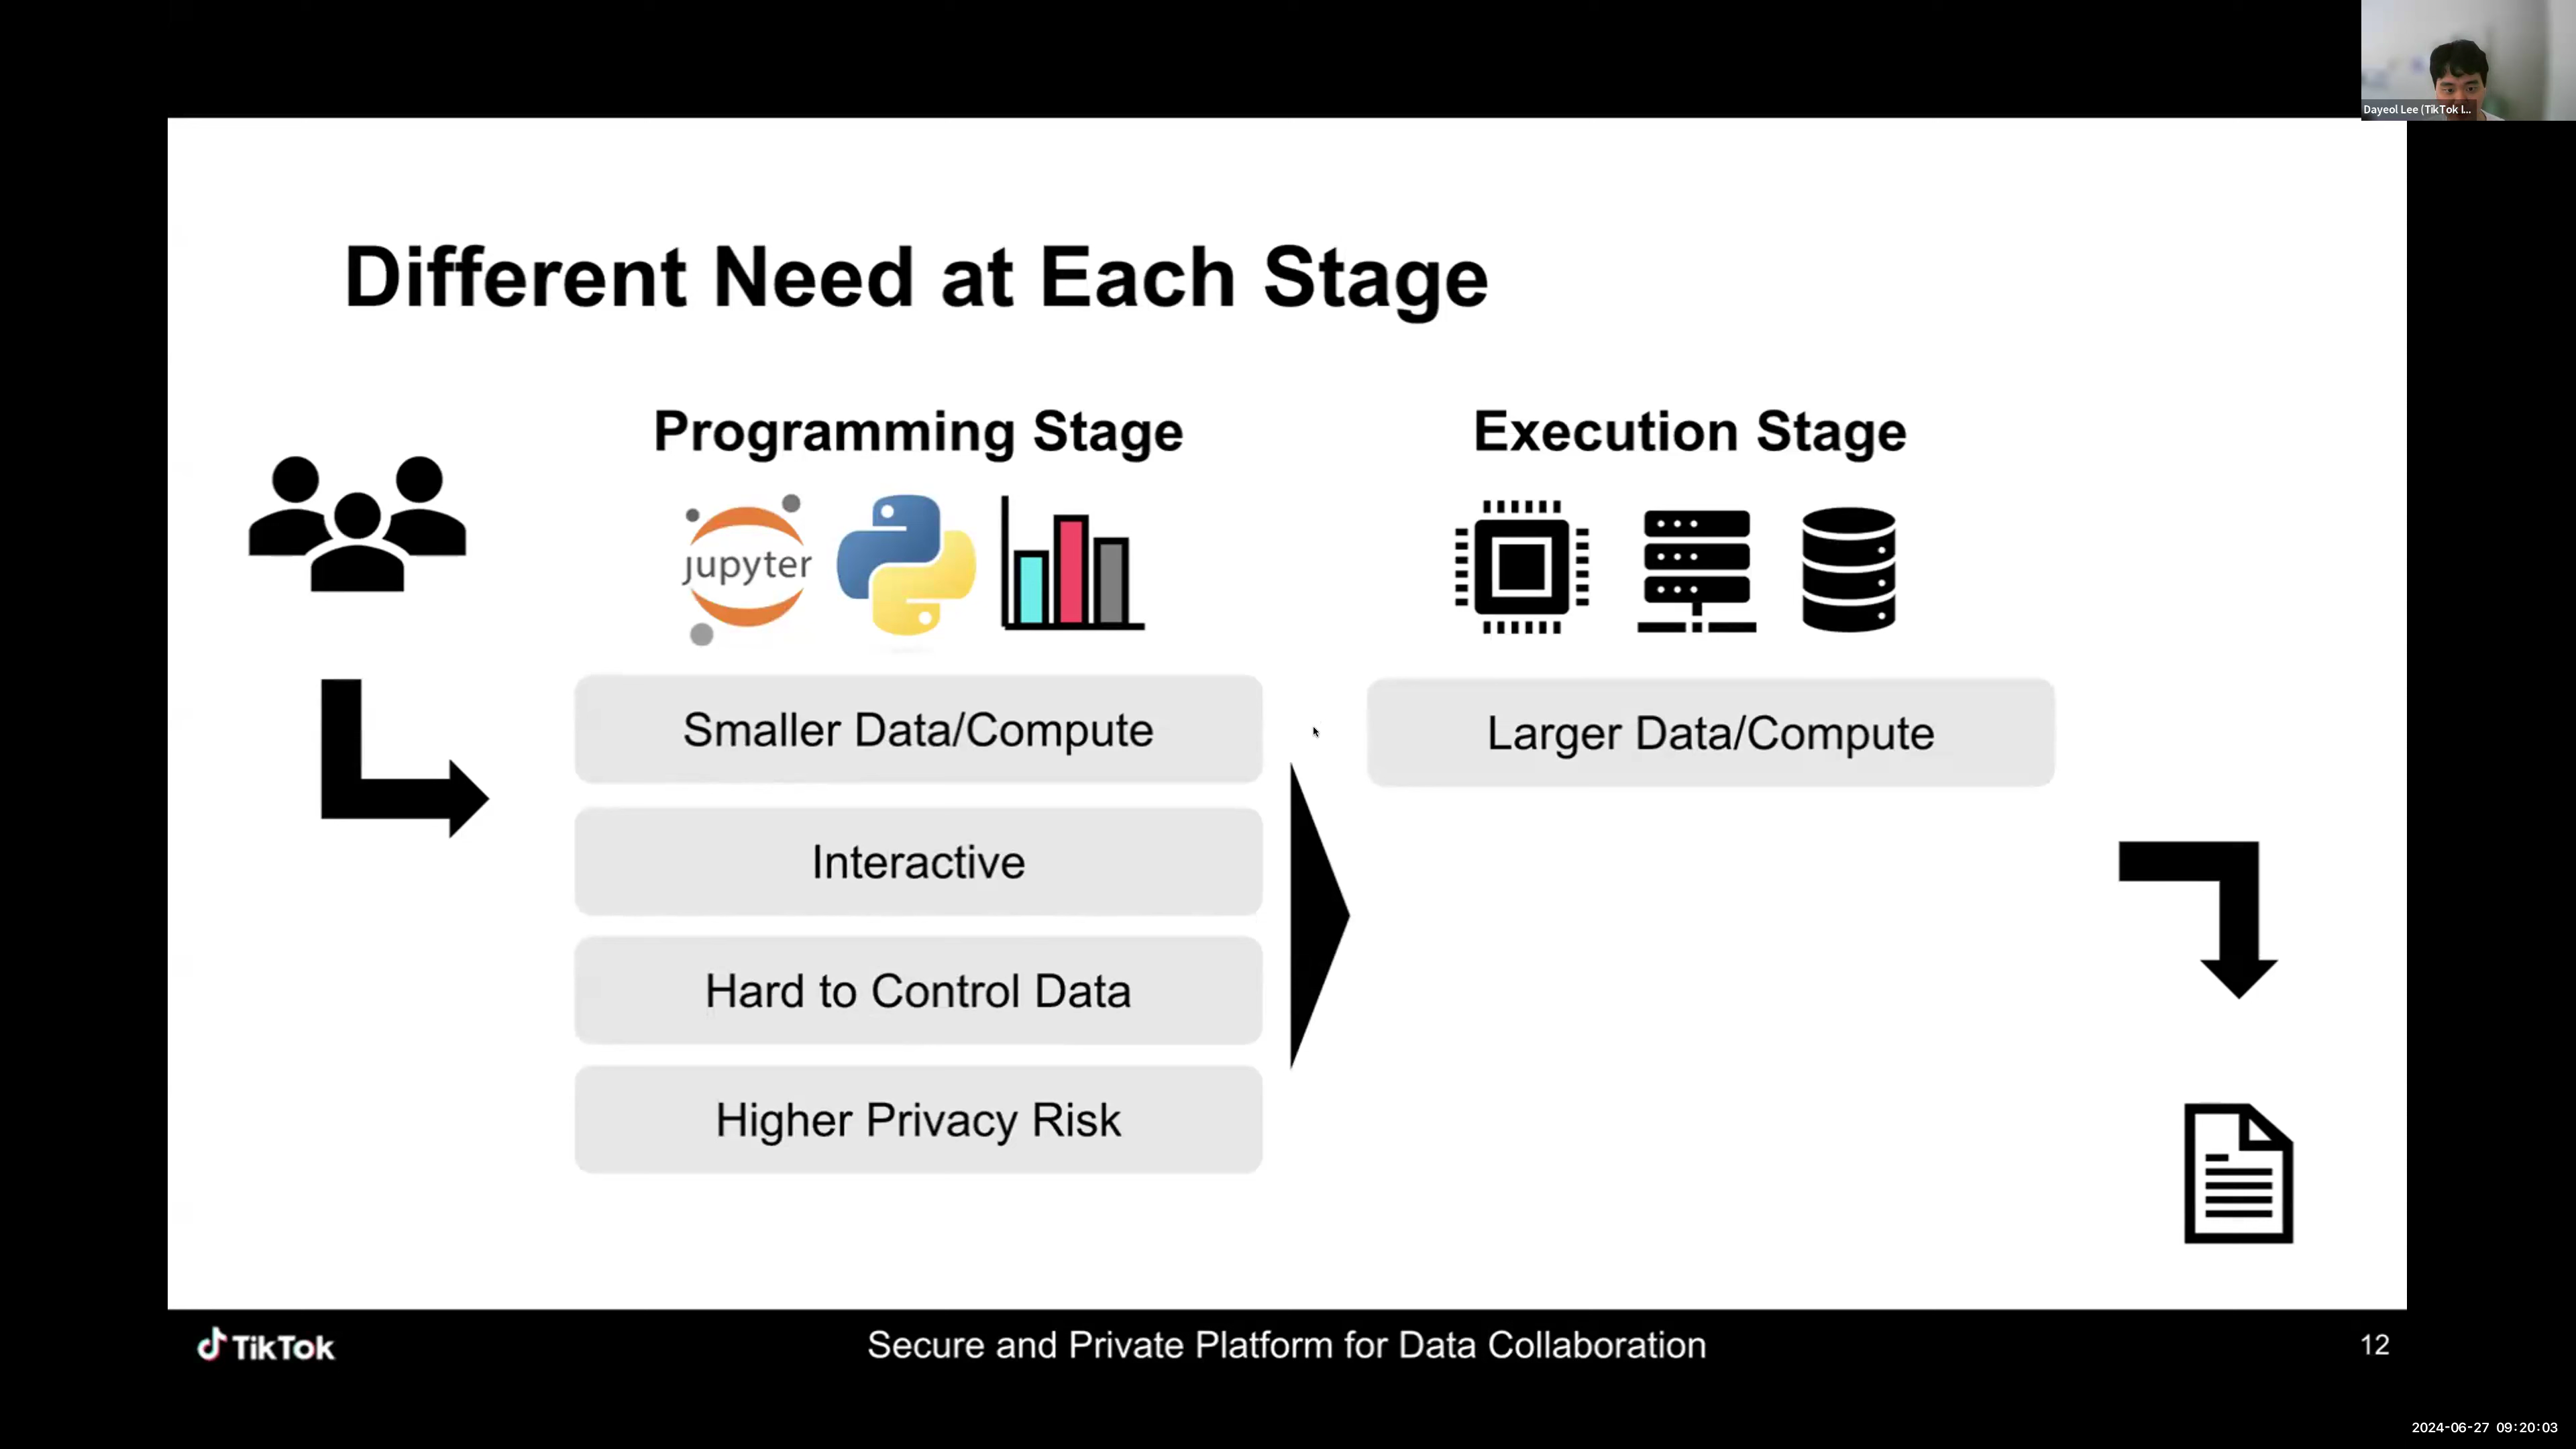 Dayeol Lee (TikTok I...
Different Need at Each Stage
Programming Stage
jupyter
Smaller Data/Compute
Interactive
Hard to Control Data
Higher Privacy Risk
Execution Stage
Larger Data/Compute
TikTok
Secure and Private Platform for Data Collaboration
12
2024-06-27 09:20:03